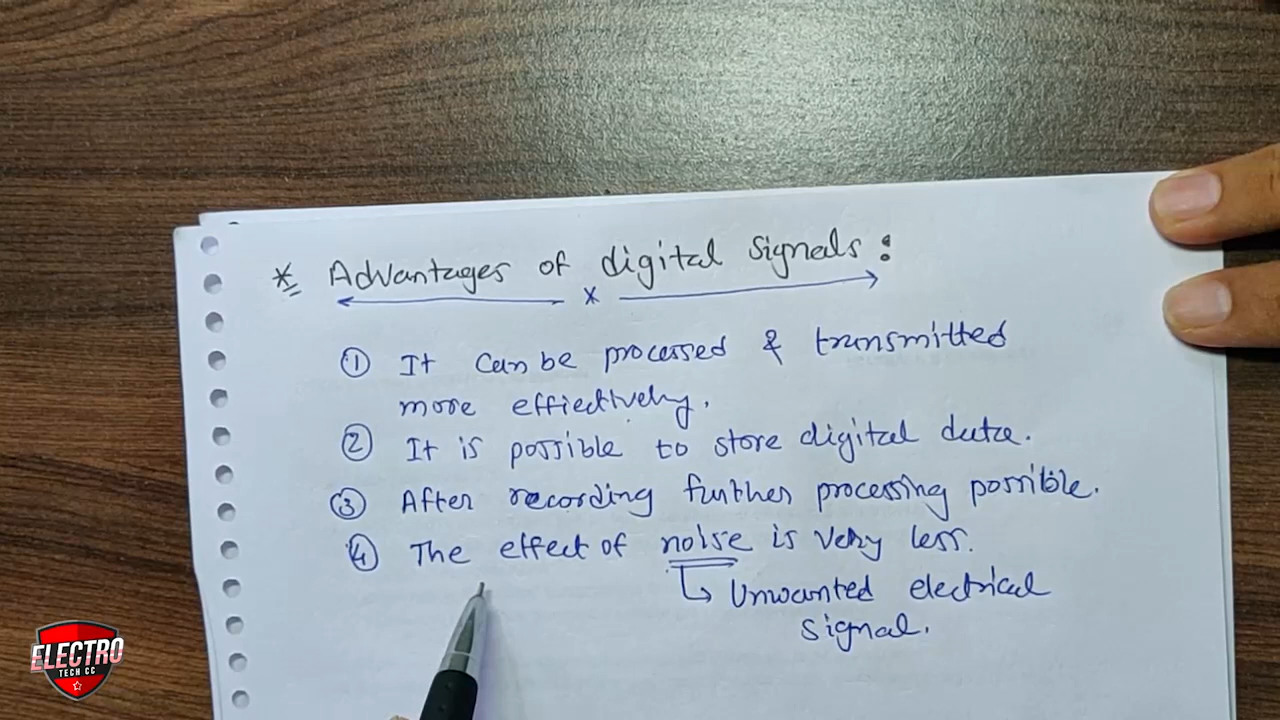 * Advantages of digital Signals :
x
① It can be processed & transmitted
more effiectively.
② It is possible to store digital data.
③ After recording further processing possible.
④ The effect of noise is very less.
↳ Unwanted electrical
signal.
ELECTRO
TECH CC